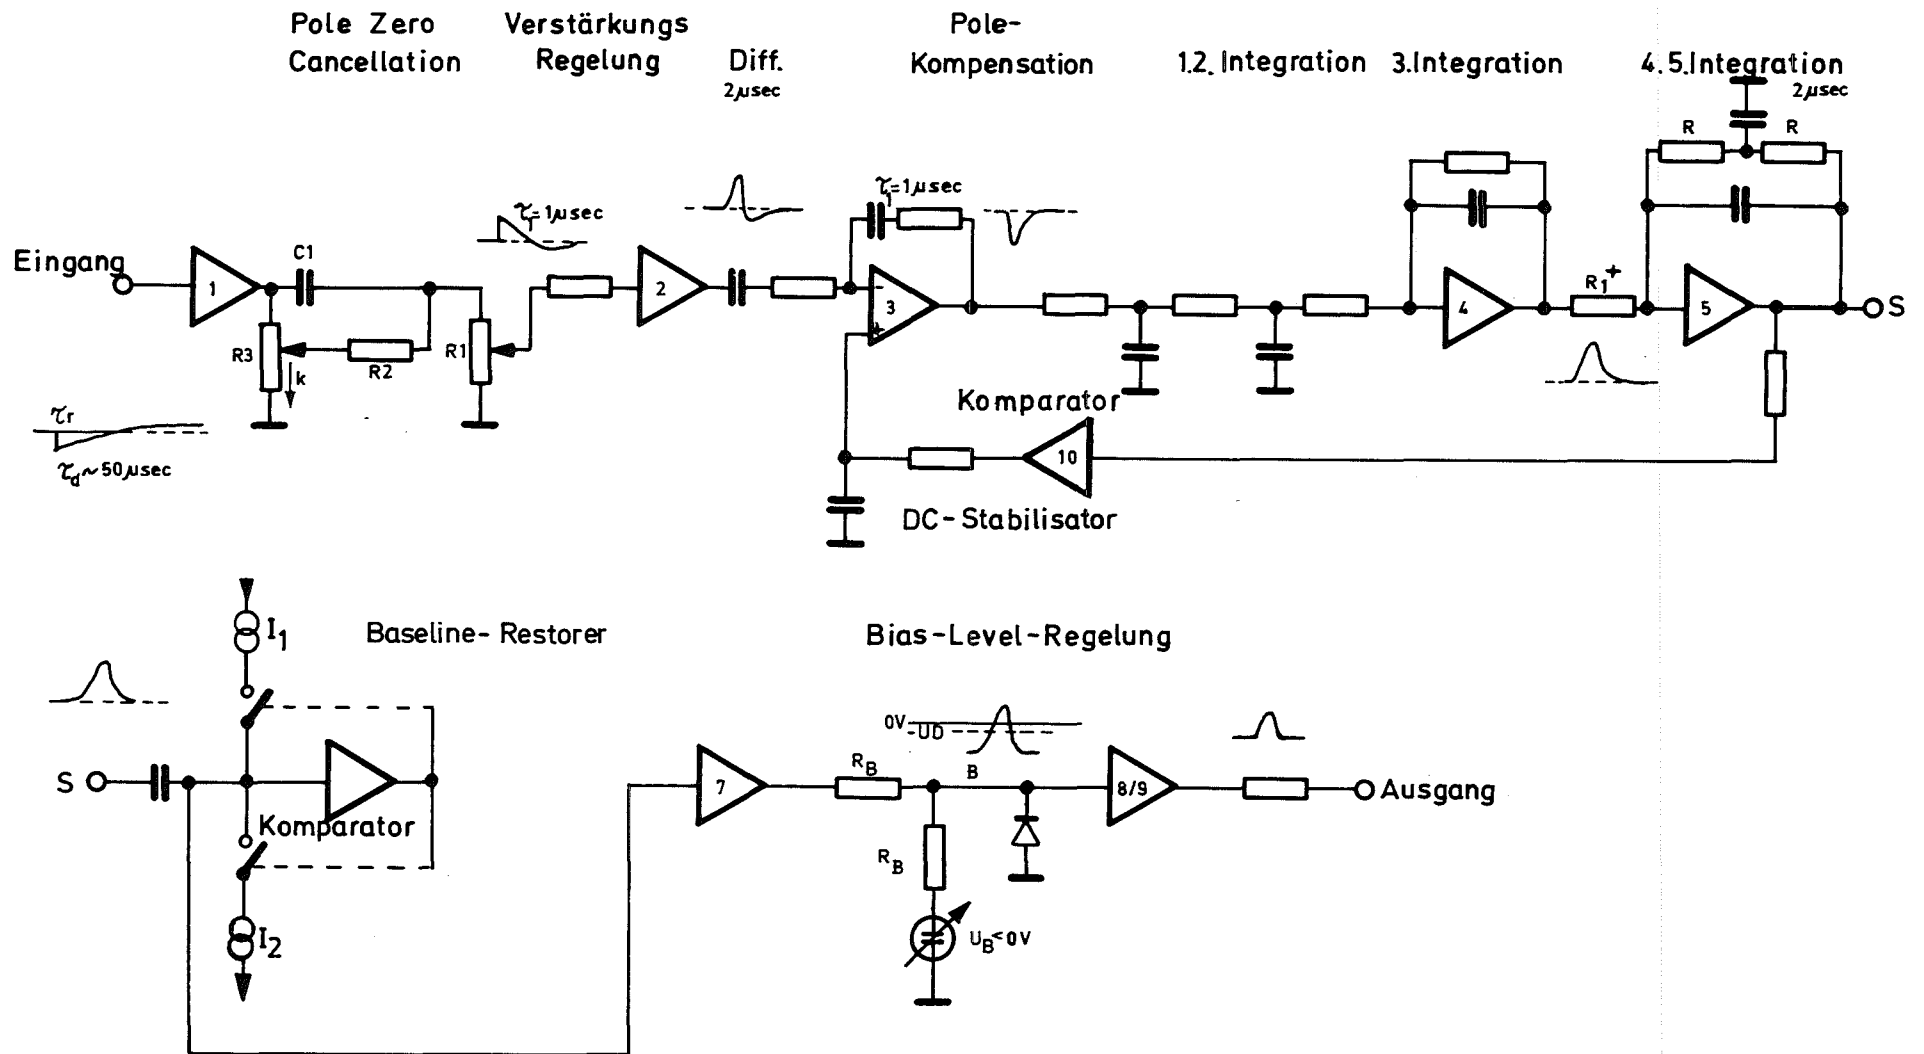 Pole Zero
Cancellation
Verstärkungs
Regelung
Diff.
2µsec
Pole-
Kompensation
1.2. Integration
3.Integration
4.5.Integration
2µsec
R
R
τ₁=1µsec
τr=1µsec
Eingang
1
C1
2
-
+
3
4
R₁+
5
S
R3
k
R2
R1
τr
τd~50µsec
Komparator
10
DC-Stabilisator
I1
Baseline-Restorer
Bias-Level-Regelung
0V
-UD
S
Komparator
7
RB
B
8/9
Ausgang
RB
I2
UB<0V